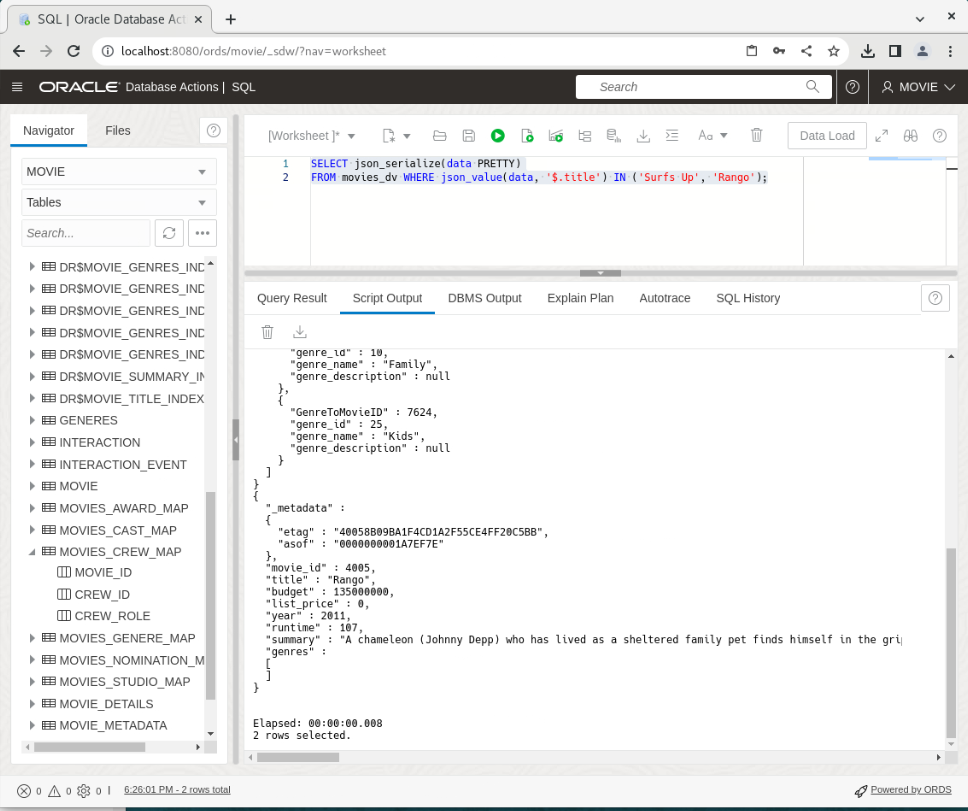 SQL | Oracle Database Act
localhost:8080/ords/movie/_sdw/?nav=worksheet
ORACLE Database Actions | SQL
Search
MOVIE
Navigator
Files
[Worksheet ]*
Aa
Data Load
MOVIE
Tables
Search...
1 SELECT json_serialize(data PRETTY)
2 FROM movies_dv WHERE json_value(data, '$.title') IN ('Surfs Up', 'Rango');
DR$MOVIE_GENRES_IND
DR$MOVIE_GENRES_IND
DR$MOVIE_GENRES_IND
DR$MOVIE_GENRES_IND
DR$MOVIE_GENRES_IND
DR$MOVIE_SUMMARY_IN
DR$MOVIE_TITLE_INDEX
GENERES
INTERACTION
INTERACTION_EVENT
MOVIE
MOVIES_AWARD_MAP
MOVIES_CAST_MAP
MOVIES_CREW_MAP
MOVIE_ID
CREW_ID
CREW_ROLE
MOVIES_GENERE_MAP
MOVIES_NOMINATION_M
MOVIES_STUDIO_MAP
MOVIE_DETAILS
MOVIE_METADATA
Query Result
Script Output
DBMS Output
Explain Plan
Autotrace
SQL History
"genre_id" : 10,
"genre_name" : "Family",
"genre_description" : null
},
{
"GenreToMovieID" : 7624,
"genre_id" : 25,
"genre_name" : "Kids",
"genre_description" : null
}
]
}
{
"_metadata" :
{
"etag" : "40058B09BA1F4CD1A2F55CE4FF20C5BB",
"asof" : "0000000001A7EF7E"
},
"movie_id" : 4005,
"title" : "Rango",
"budget" : 135000000,
"list_price" : 0,
"year" : 2011,
"runtime" : 107,
"summary" : "A chameleon (Johnny Depp) who has lived as a sheltered family pet finds himself in the grip
"genres" :
[
]
}
Elapsed: 00:00:00.008
2 rows selected.
0 0 0 | 6:26:01 PM - 2 rows total
Powered by ORDS